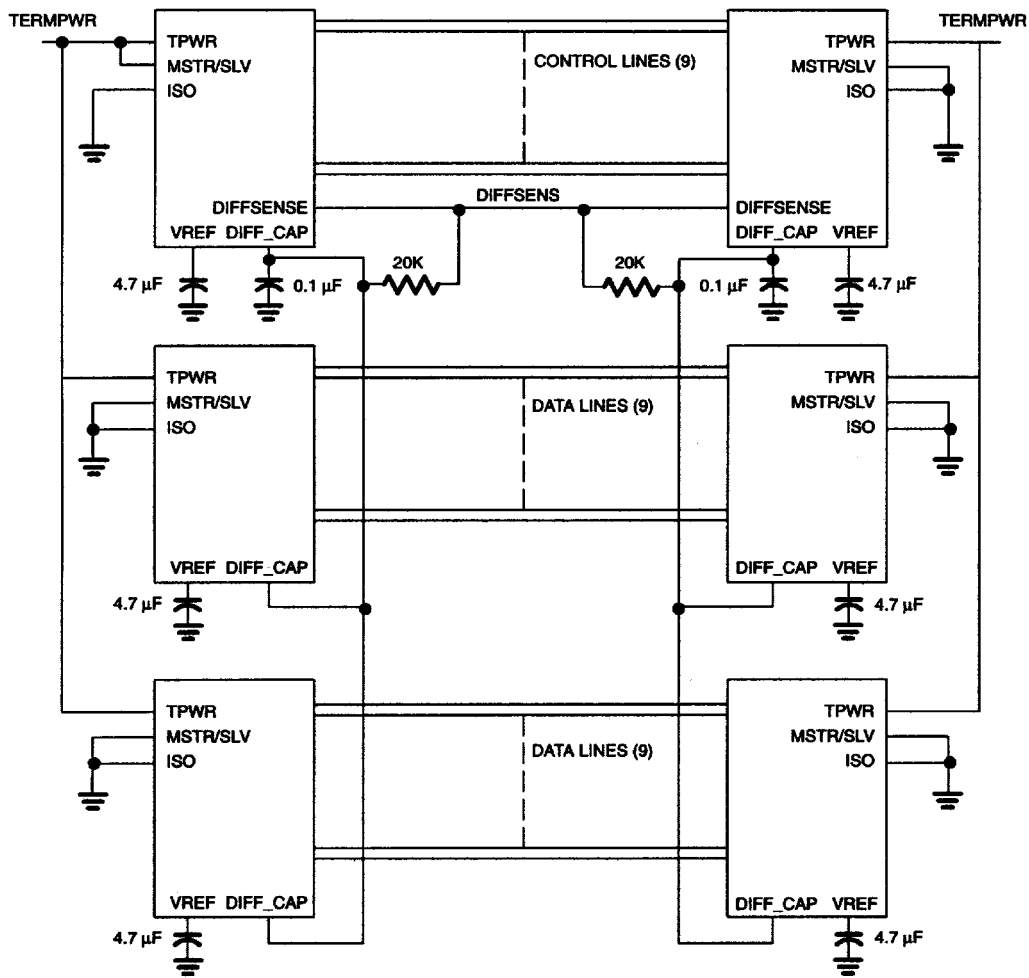 TERMPWR TERMPWR
TPWR TPWR
MSTR/SLV CONTROL LINES (9) MSTR/SLV
ISO ISO
DIFFSENS
DIFFSENSE DIFFSENSE
VREF DIFF_CAP DIFF_CAP VREF
20K 20K
4.7 µF 0.1 µF 0.1 µF 4.7 µF
TPWR TPWR
MSTR/SLV DATA LINES (9) MSTR/SLV
ISO ISO
VREF DIFF_CAP DIFF_CAP VREF
4.7 µF 4.7 µF
TPWR TPWR
MSTR/SLV DATA LINES (9) MSTR/SLV
ISO ISO
VREF DIFF_CAP DIFF_CAP VREF
4.7 µF 4.7 µF